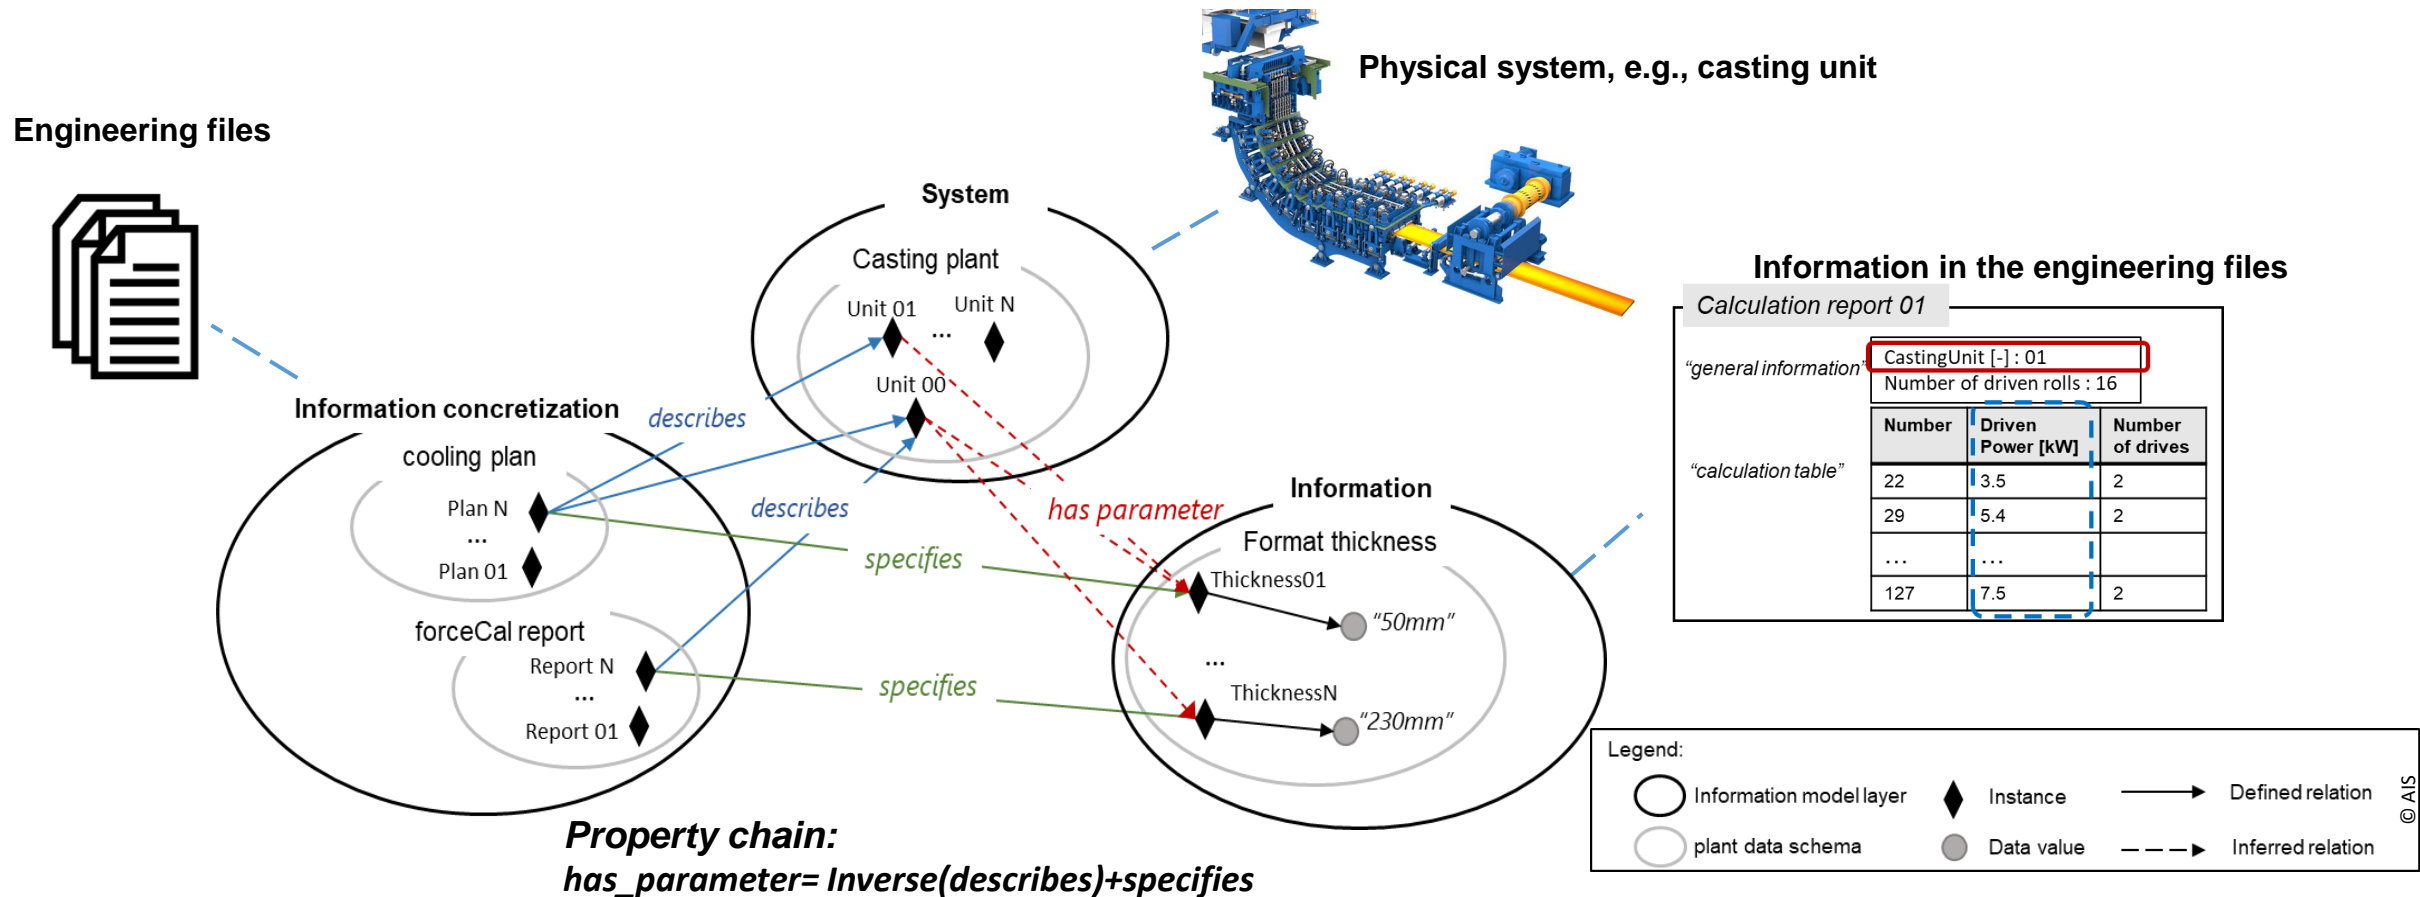 Physical system, e.g., casting unit
Engineering files
System
Casting plant
Unit 01
Unit N
...
Unit 00
Information in the engineering files
Calculation report 01
“general information”
CastingUnit [-] : 01
Number of driven rolls : 16
“calculation table”
Number
Driven
Power [kW]
Number
of drives
22 3.5 2
29 5.4 2
... ...
127 7.5 2
Information concretization
cooling plan
Plan N
...
Plan 01
forceCal report
Report N
...
Report 01
describes
describes
specifies
specifies
has parameter
Information
Format thickness
Thickness01
“50mm”
...
ThicknessN
“230mm”
Legend:
Information model layer
Instance
Defined relation
plant data schema
Data value
Inferred relation
© AIS
Property chain:
has_parameter= Inverse(describes)+specifies